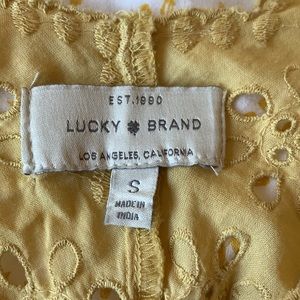 EST. 1990
LUCKY BRAND
LOS ANGELES, CALIFORNIA
S
MADE IN
INDIA